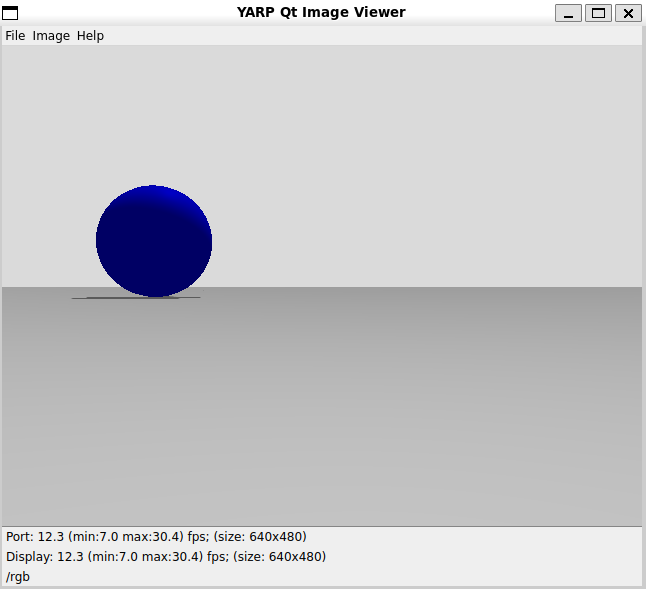 YARP Qt Image Viewer
File Image Help
Port: 12.3 (min:7.0 max:30.4) fps; (size: 640x480)
Display: 12.3 (min:7.0 max:30.4) fps; (size: 640x480)
/rgb